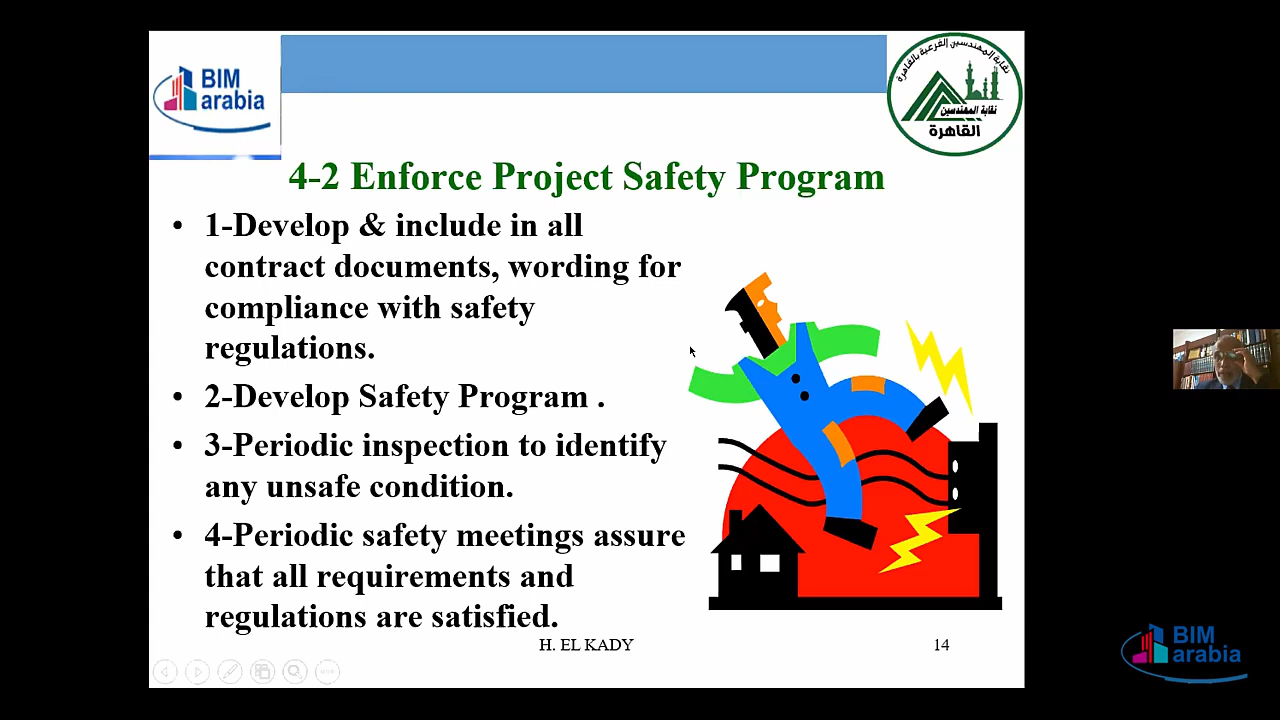 BIM
arabia
نقابة المهندسين الفرعية بالقاهرة
نقابة المهندسين
القاهرة
4-2 Enforce Project Safety Program
• 1-Develop & include in all
contract documents, wording for
compliance with safety
regulations.
• 2-Develop Safety Program .
• 3-Periodic inspection to identify
any unsafe condition.
• 4-Periodic safety meetings assure
that all requirements and
regulations are satisfied.
H. EL KADY
14
BIM
arabia